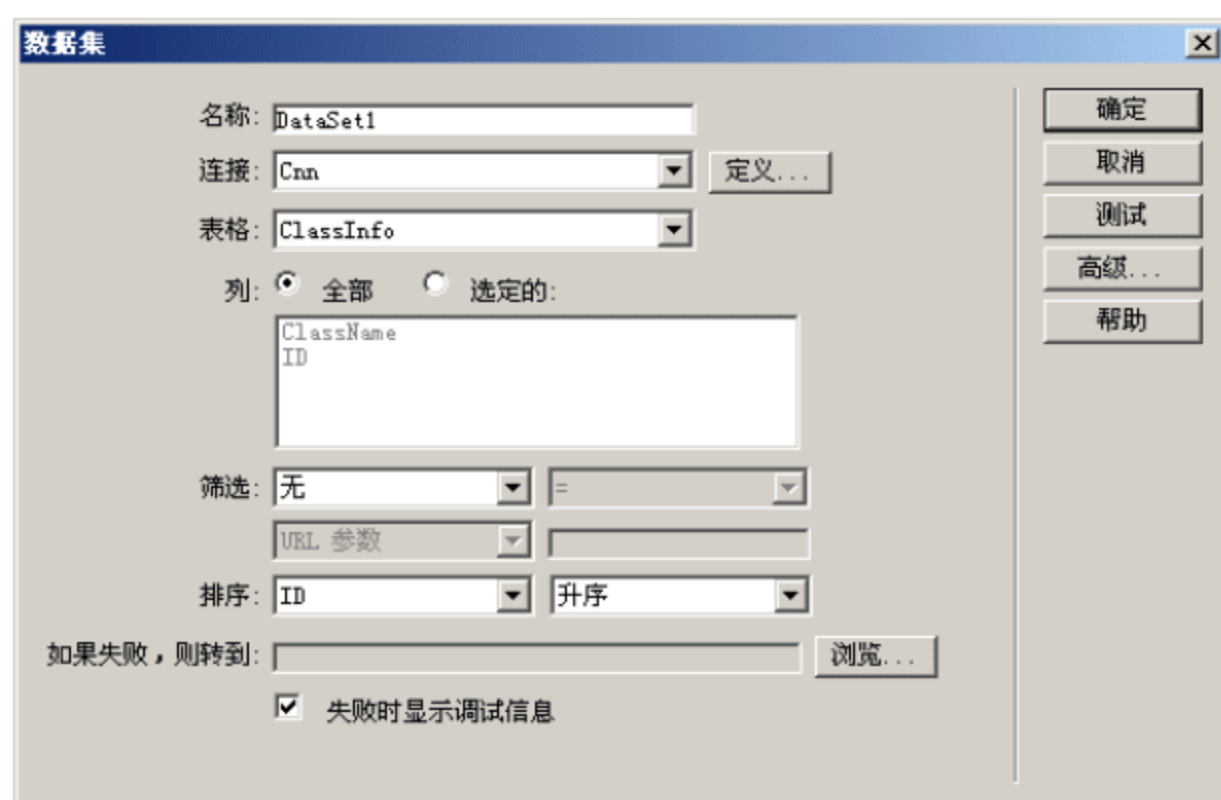 数据集
名称: DataSet1
连接: Cnn 定义...
表格: ClassInfo
列: 全部 选定的:
ClassName
ID
筛选: 无 =
URL 参数
排序: ID 升序
如果失败，则转到: 浏览...
失败时显示调试信息
确定
取消
测试
高级...
帮助